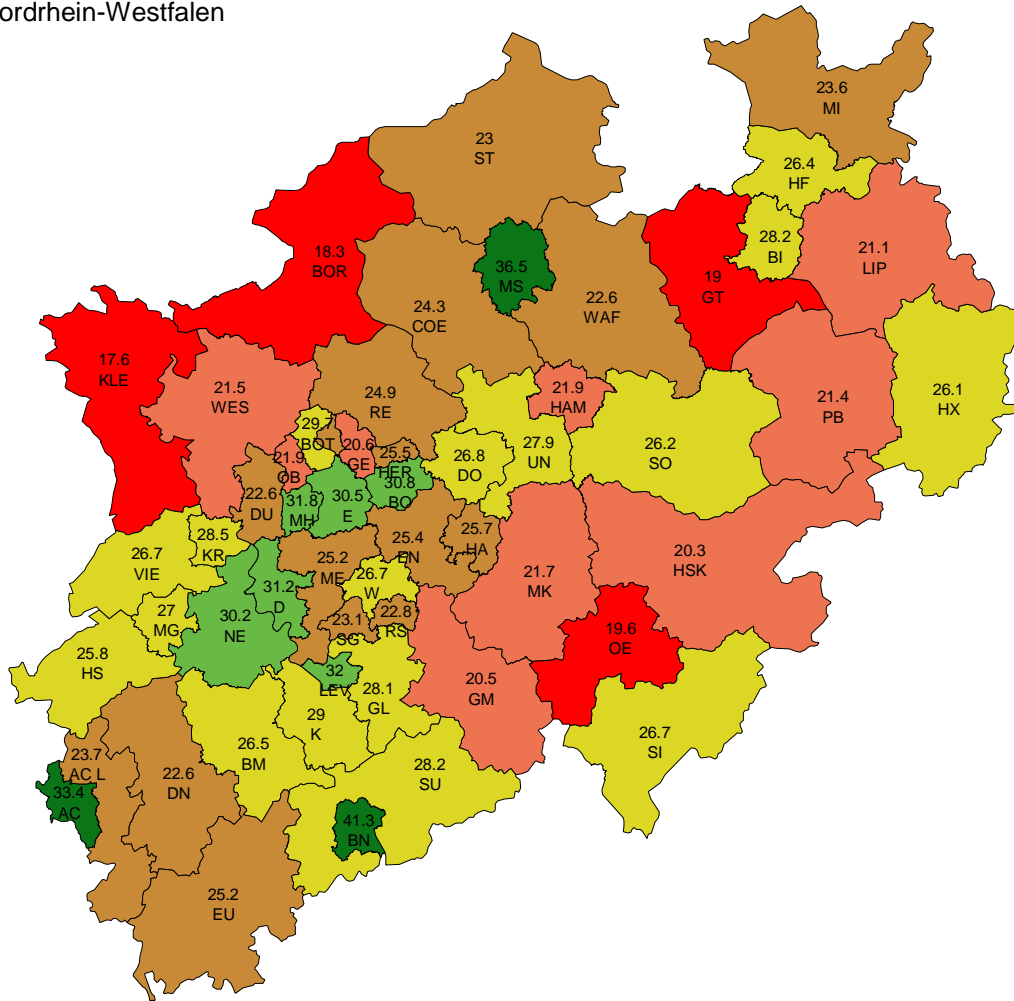 ordrhein-Westfalen
23.6
MI
23
ST
26.4
HF
28.2
BI
21.1
LIP
18.3
BOR
36.5
MS
19
GT
24.3
COE
22.6
WAF
17.6
KLE
21.5
WES
24.9
RE
21.9
HAM
21.4
PB
26.1
HX
29.7
BOT
20.6
GE
25.5
HER
26.8
DO
27.9
UN
26.2
SO
21.9
OB
30.8
BO
22.6
DU
31.8
MH
30.5
E
28.5
KR
25.4
EN
25.7
HA
20.3
HSK
26.7
VIE
25.2
ME
26.7
W
21.7
MK
31.2
D
27
MG
30.2
NE
23.1
SG
22.8
RS
19.6
OE
25.8
HS
32
LEV
28.1
GL
20.5
GM
29
K
26.5
BM
26.7
SI
23.7
AC L
22.6
DN
28.2
SU
33.4
AC
41.3
BN
25.2
EU